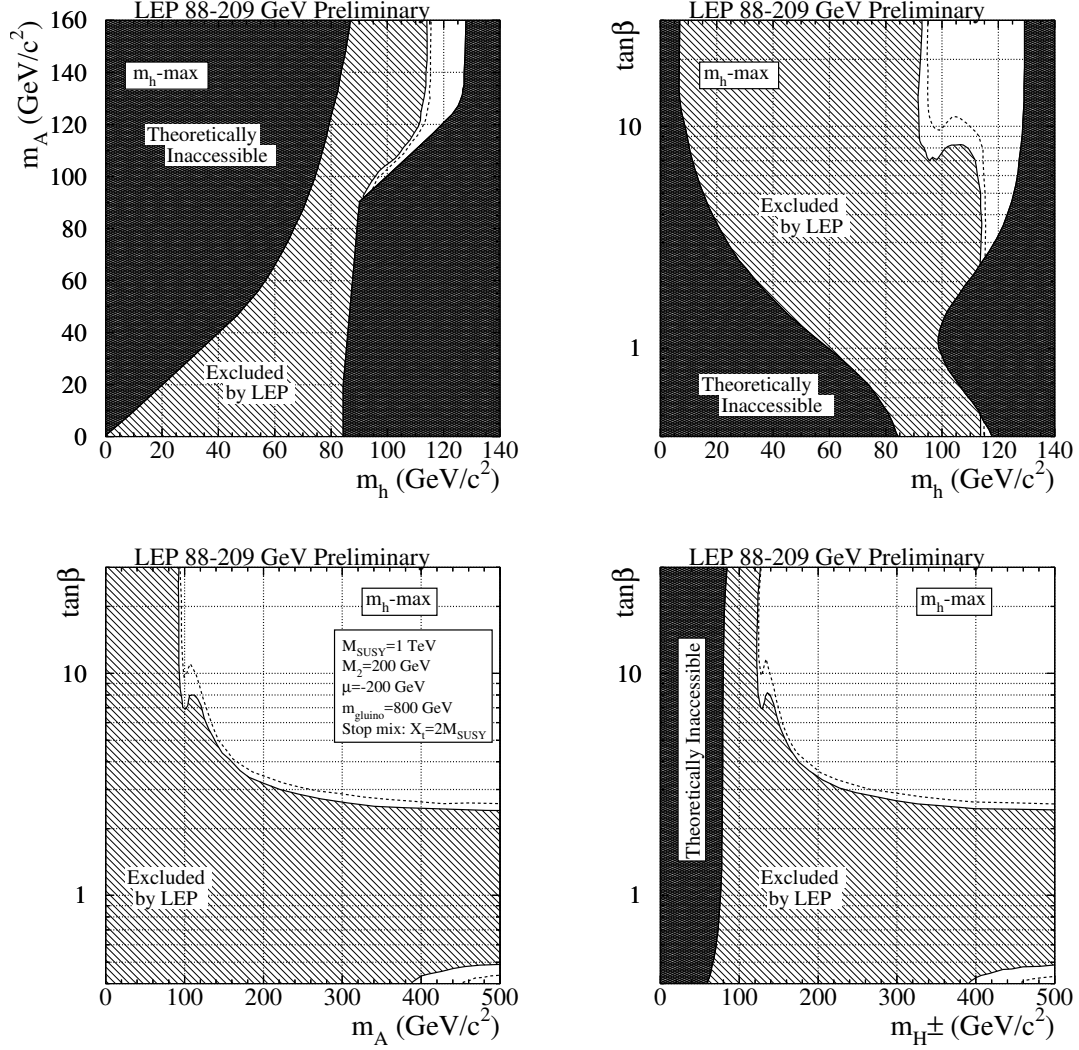 LEP 88-209 GeV Preliminary
m_A (GeV/c²)
160
140
120
100
80
60
40
20
0
m_h-max
Theoretically
Inaccessible
Excluded
by LEP
0 20 40 60 80 100 120 140
m_h (GeV/c²)
LEP 88-209 GeV Preliminary
tanβ
10
1
m_h-max
Excluded
by LEP
Theoretically
Inaccessible
0 20 40 60 80 100 120 140
m_h (GeV/c²)
LEP 88-209 GeV Preliminary
tanβ
10
1
m_h-max
M_SUSY=1 TeV
M_2=200 GeV
μ=-200 GeV
m_gluino=800 GeV
Stop mix: X_t=2M_SUSY
Excluded
by LEP
0 100 200 300 400 500
m_A (GeV/c²)
LEP 88-209 GeV Preliminary
tanβ
10
1
m_h-max
Theoretically Inaccessible
Excluded
by LEP
0 100 200 300 400 500
m_H± (GeV/c²)